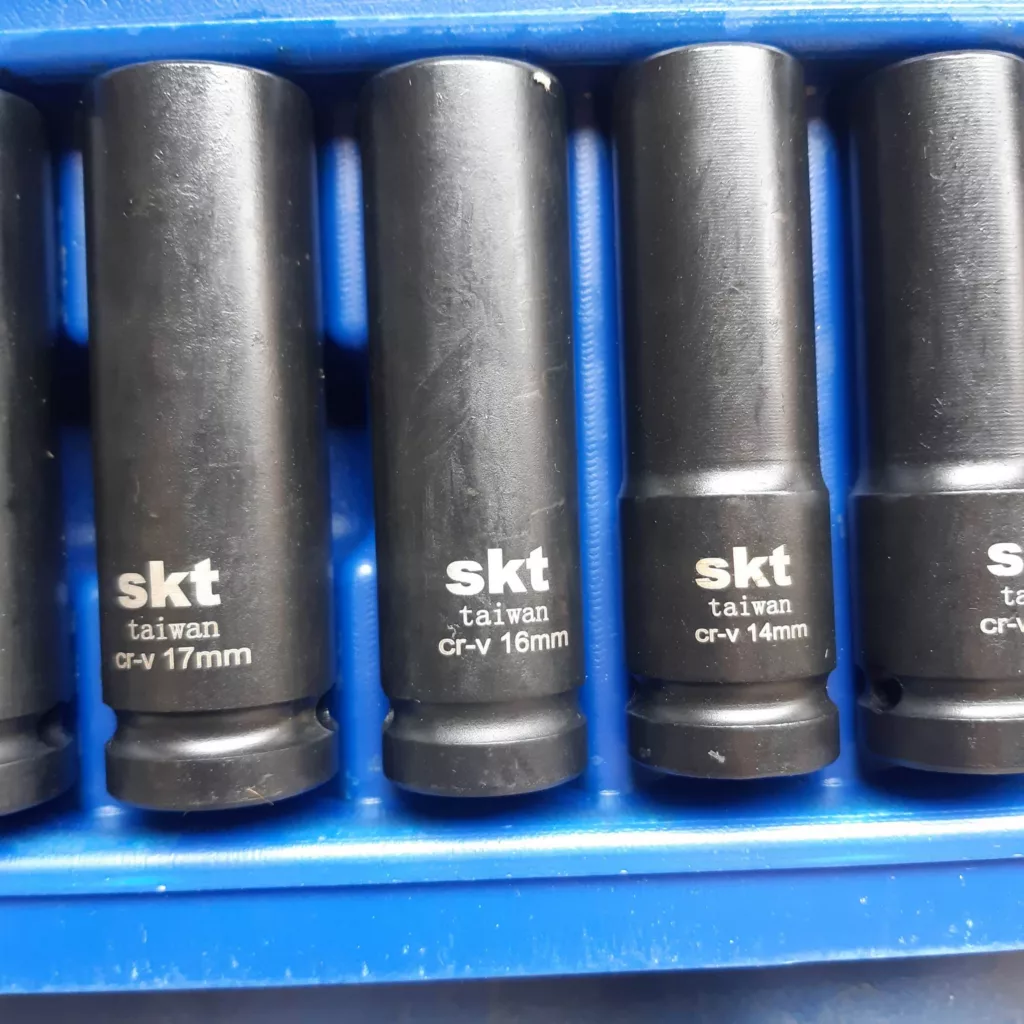 skt
taiwan
cr-v 17mm
skt
taiwan
cr-v 16mm
skt
taiwan
cr-v 14mm